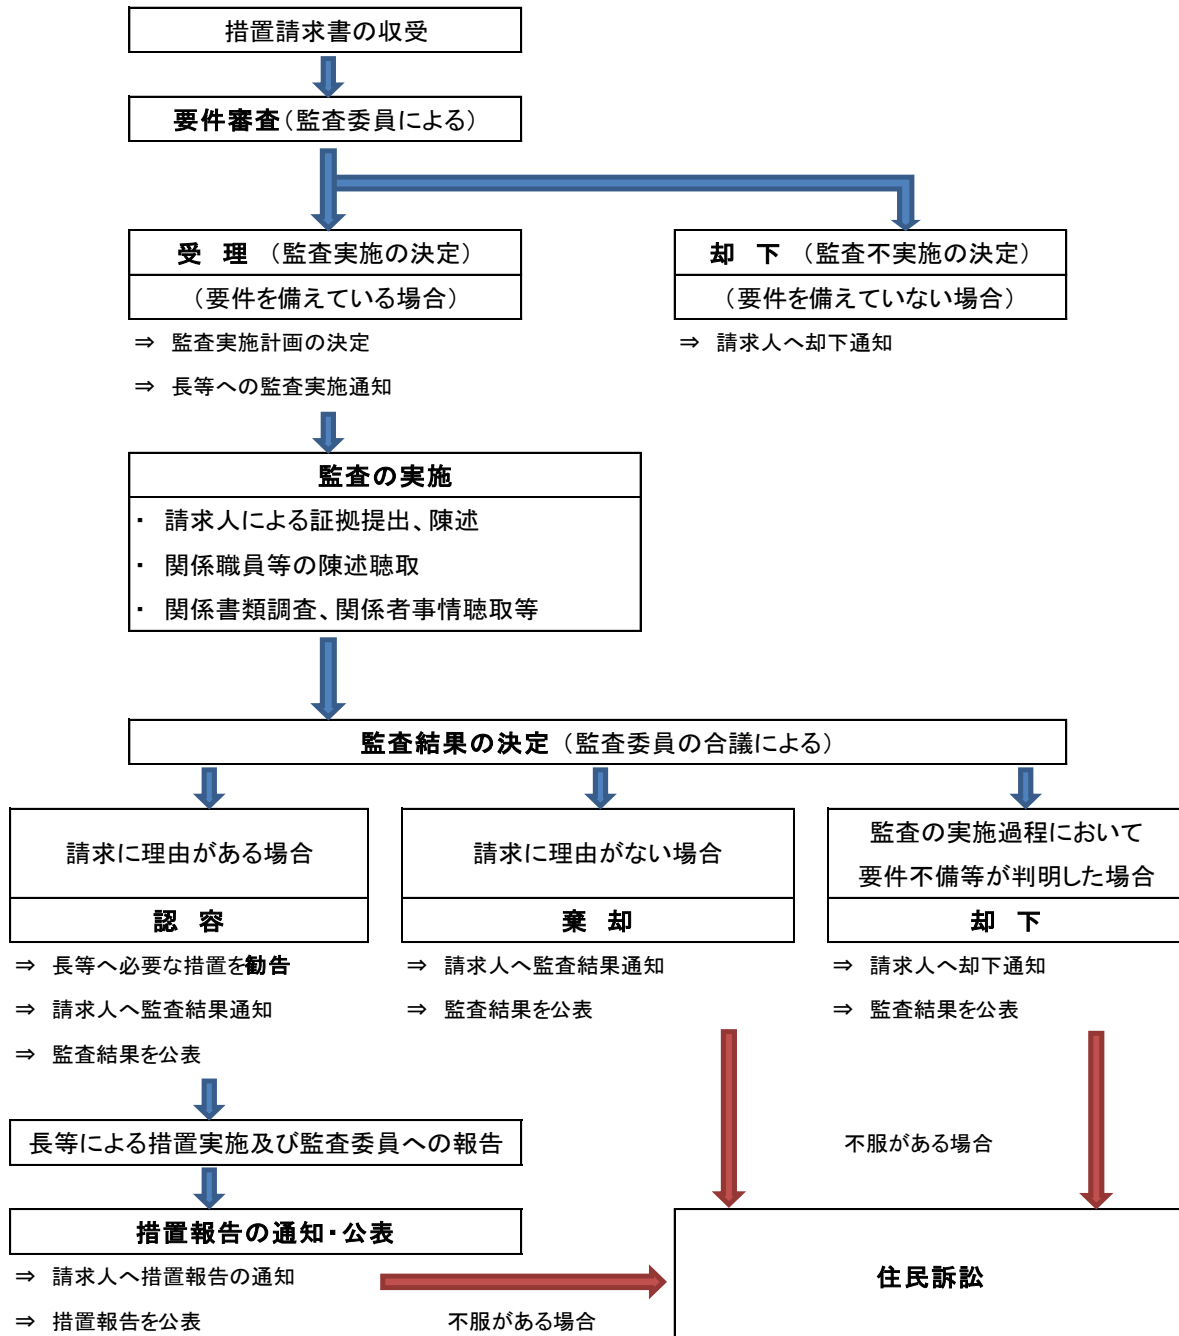 措置請求書の収受
要件審査(監査委員による)
受 理 (監査実施の決定)
(要件を備えている場合)
⇒ 監査実施計画の決定
⇒ 長等への監査実施通知
却 下 (監査不実施の決定)
(要件を備えていない場合)
⇒ 請求人へ却下通知
監査の実施
・ 請求人による証拠提出、陳述
・ 関係職員等の陳述聴取
・ 関係書類調査、関係者事情聴取等
監査結果の決定 (監査委員の合議による)
請求に理由がある場合
認 容
⇒ 長等へ必要な措置を勧告
⇒ 請求人へ監査結果通知
⇒ 監査結果を公表
請求に理由がない場合
棄 却
⇒ 請求人へ監査結果通知
⇒ 監査結果を公表
監査の実施過程において
要件不備等が判明した場合
却 下
⇒ 請求人へ却下通知
⇒ 監査結果を公表
長等による措置実施及び監査委員への報告
不服がある場合
措置報告の通知・公表
⇒ 請求人へ措置報告の通知
⇒ 措置報告を公表
不服がある場合
住民訴訟